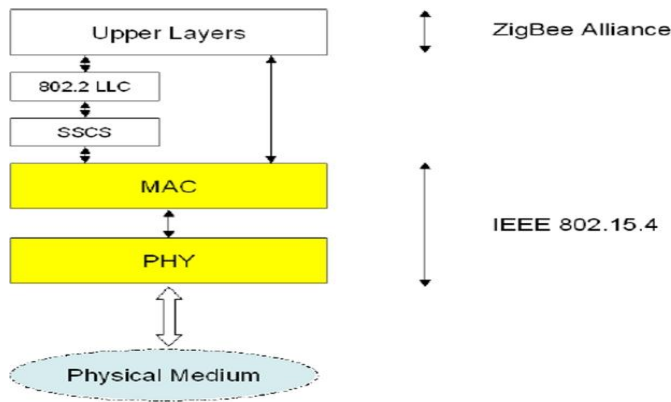 Upper Layers
ZigBee Alliance
802.2 LLC
SSCS
MAC
IEEE 802.15.4
PHY
Physical Medium